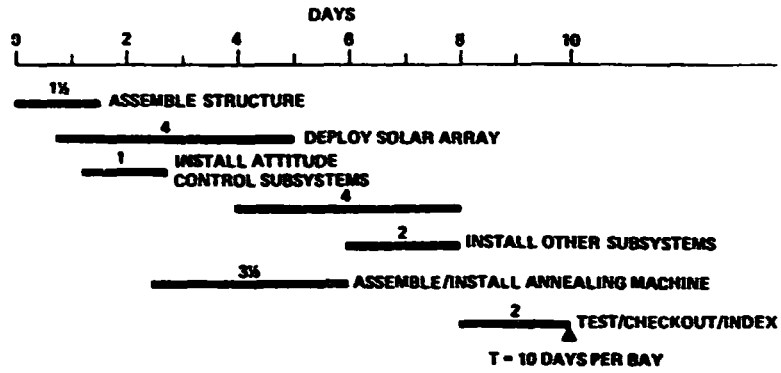 DAYS
0 2 4 6 8 10
1½ ASSEMBLE STRUCTURE
4 DEPLOY SOLAR ARRAY
1 INSTALL ATTITUDE
CONTROL SUBSYSTEMS
4
2 INSTALL OTHER SUBSYSTEMS
3½ ASSEMBLE/INSTALL ANNEALING MACHINE
2 TEST/CHECKOUT/INDEX
T - 10 DAYS PER BAY